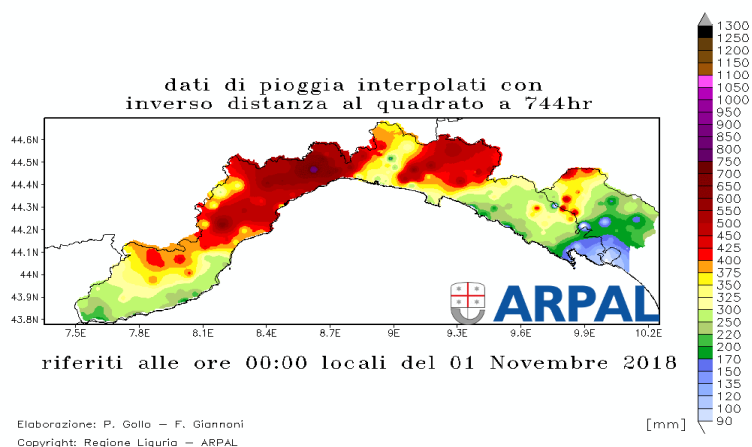 dati di pioggia interpolati con
inverso distanza al quadrato a 744hr
44.6N
44.5N
44.4N
44.3N
44.2N
44.1N
44N
43.9N
43.8N
7.5E 7.8E 8.1E 8.4E 8.7E 9E 9.3E 9.6E 9.9E 10.2E
ARPAL
riferiti alle ore 00:00 locali del 01 Novembre 2018
1300
1250
1200
1150
1100
1050
1000
950
900
850
800
750
700
650
600
550
500
450
425
400
375
350
325
300
250
220
200
170
150
135
120
100
90
[mm]
Elaborazione: P. Gollo – F. Giannoni
Copyright: Regione Liguria – ARPAL